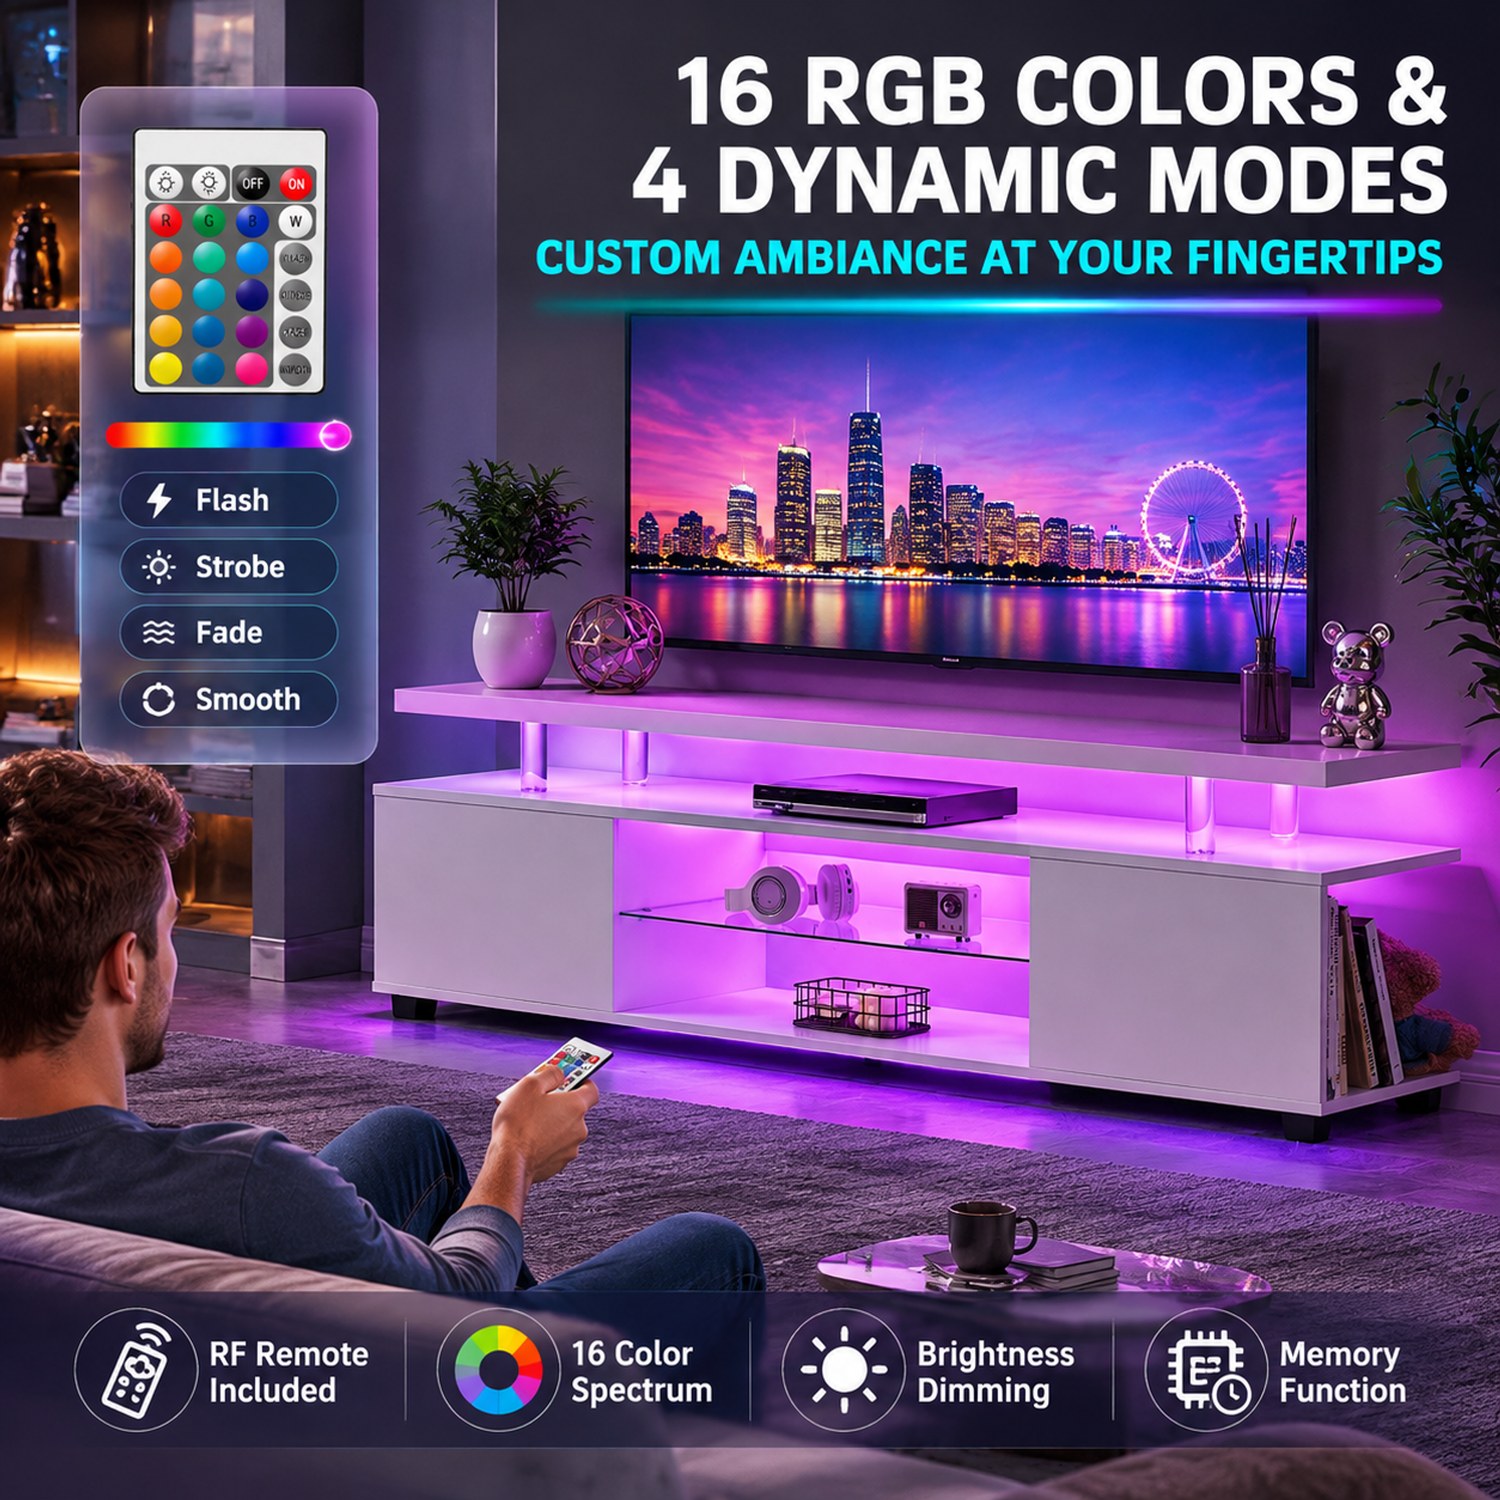 16 RGB COLORS &
4 DYNAMIC MODES
CUSTOM AMBIANCE AT YOUR FINGERTIPS
OFF ON
R G B W
Flash
Strobe
Fade
Smooth
RF Remote
Included
16 Color
Spectrum
Brightness
Dimming
Memory
Function